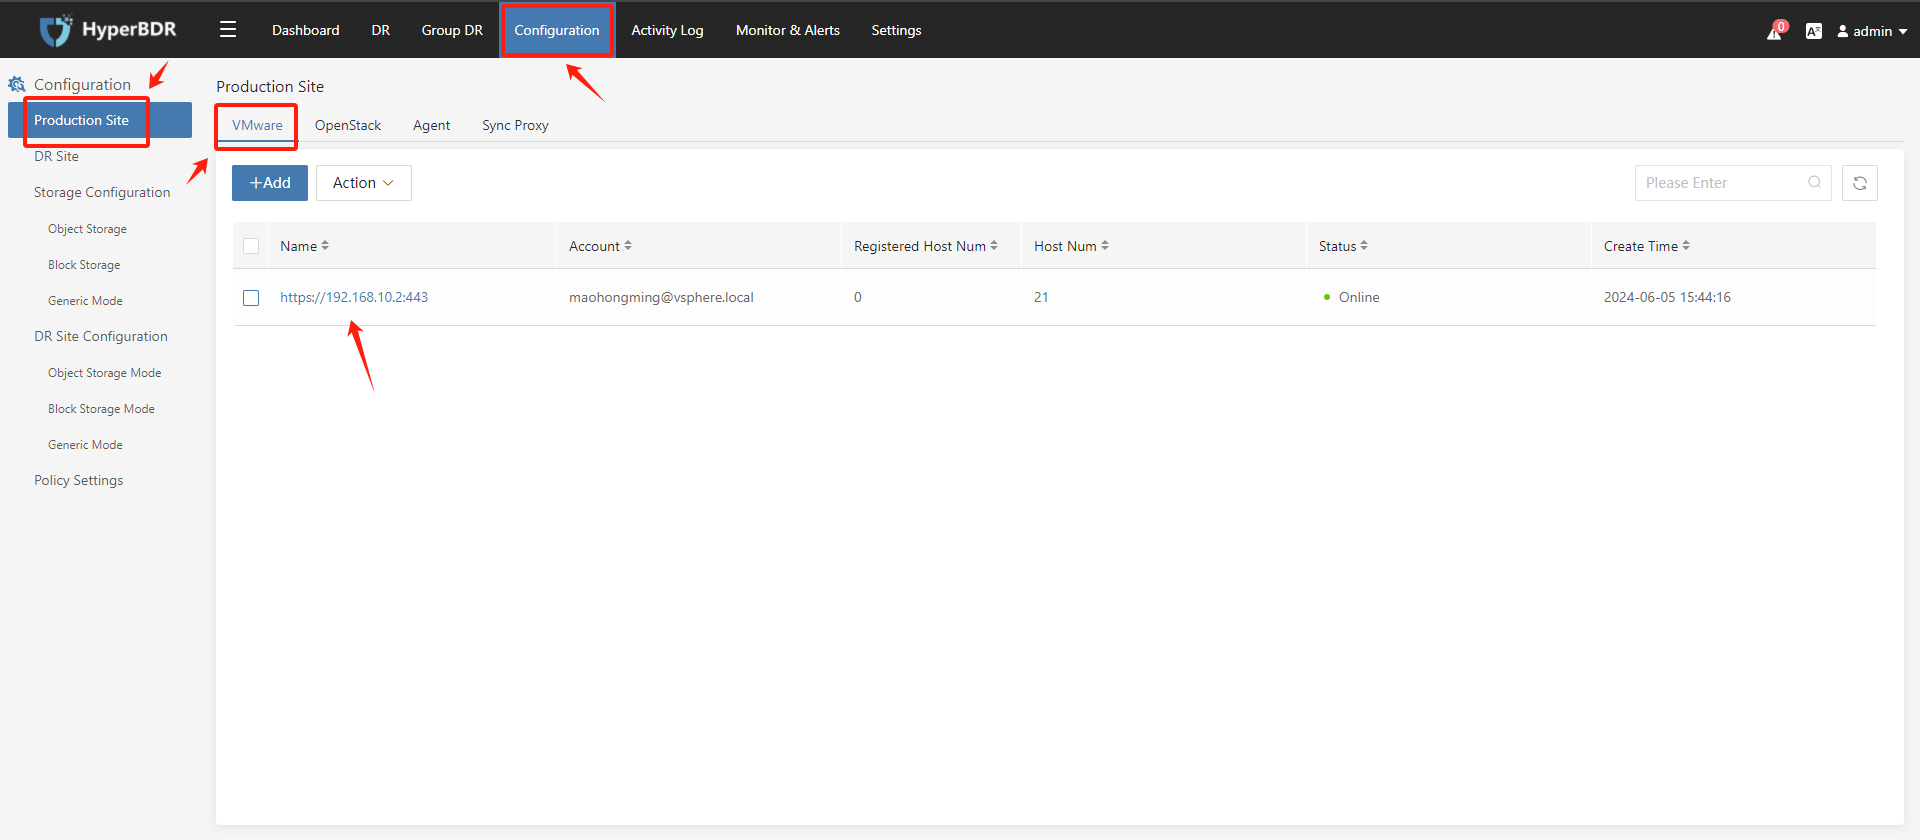 HyperBDR
Dashboard DR Group DR Configuration Activity Log Monitor & Alerts Settings
0 admin
Configuration
Production Site
DR Site
Storage Configuration
Object Storage
Block Storage
Generic Mode
DR Site Configuration
Object Storage Mode
Block Storage Mode
Generic Mode
Policy Settings
Production Site
VMware OpenStack Agent Sync Proxy
+Add Action Please Enter
Name Account Registered Host Num Host Num Status Create Time
https://192.168.10.2:443 maohongming@vsphere.local 0 21 Online 2024-06-05 15:44:16